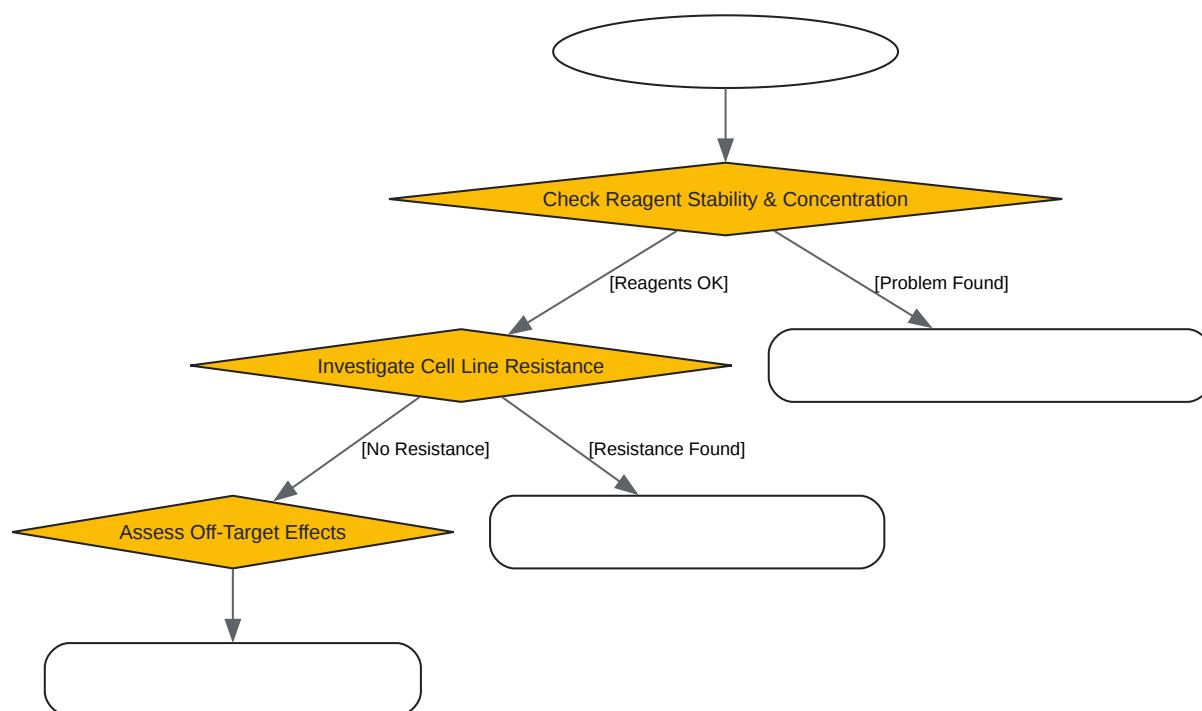 Check Reagent Stability & Concentration
[Reagents OK]
[Problem Found]
Investigate Cell Line Resistance
[No Resistance]
[Resistance Found]
Assess Off-Target Effects